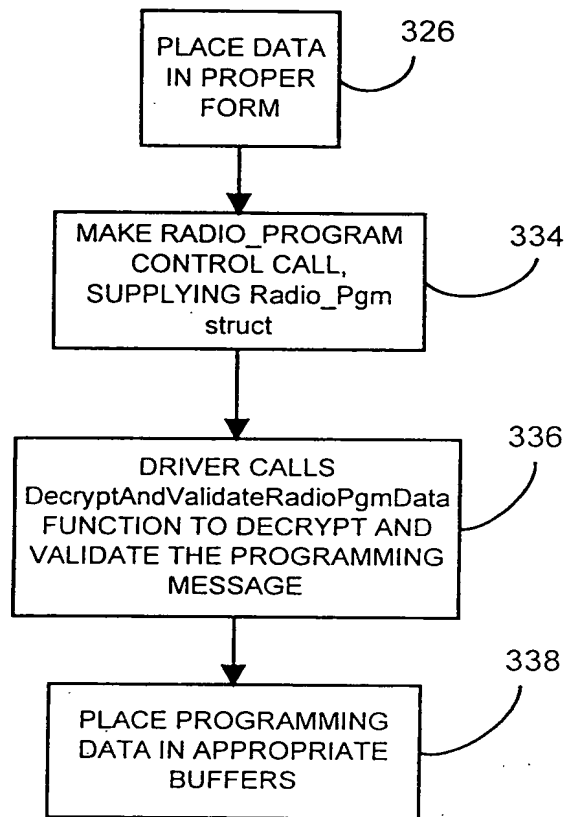 PLACE DATA
IN PROPER
FORM
326
MAKE RADIO_PROGRAM
CONTROL CALL,
SUPPLYING Radio_Pgm
struct
334
DRIVER CALLS
DecryptAndValidateRadioPgmData
FUNCTION TO DECRYPT AND
VALIDATE THE PROGRAMMING
MESSAGE
336
PLACE PROGRAMMING
DATA IN APPROPRIATE
BUFFERS
338